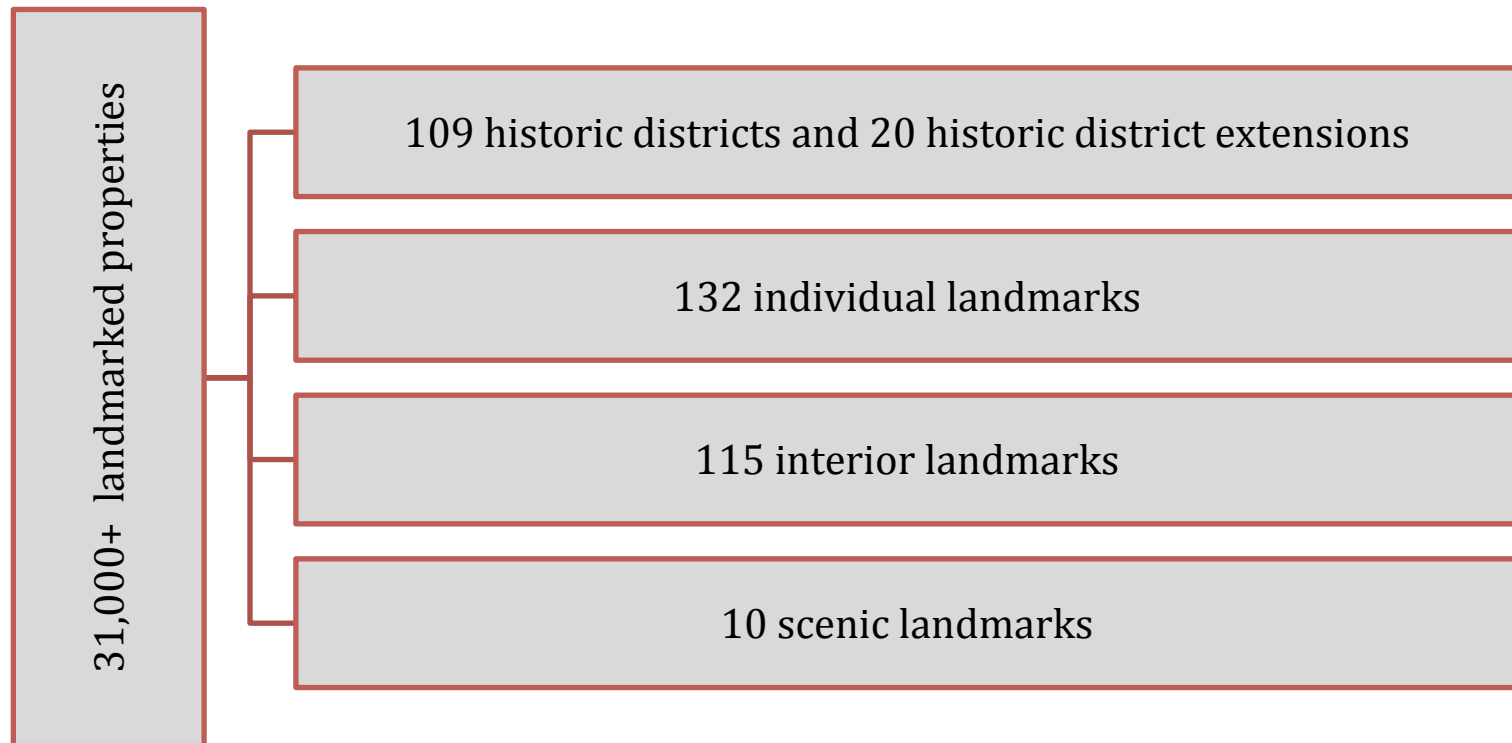 31,000+ landmarked properties
109 historic districts and 20 historic district extensions
132 individual landmarks
115 interior landmarks
10 scenic landmarks